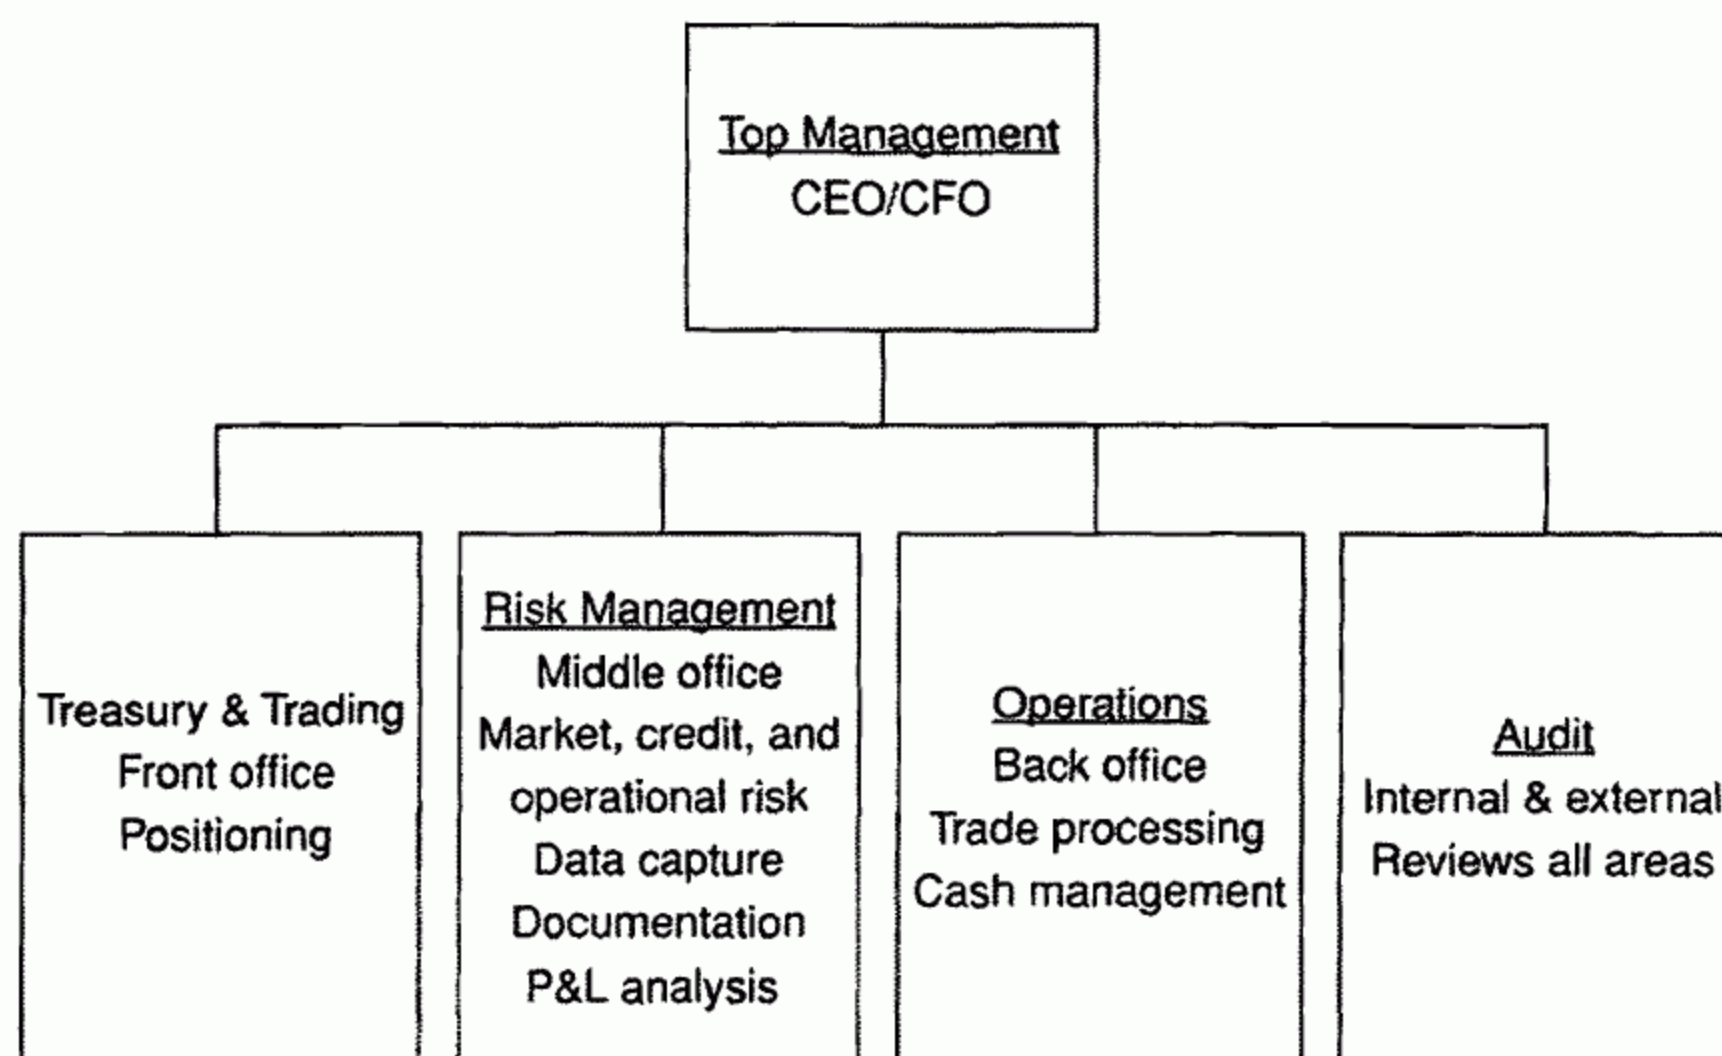 Top Management
CEO/CFO
Treasury & Trading
Front office
Positioning
Risk Management
Middle office
Market, credit, and
operational risk
Data capture
Documentation
P&L analysis
Operations
Back office
Trade processing
Cash management
Audit
Internal & external
Reviews all areas